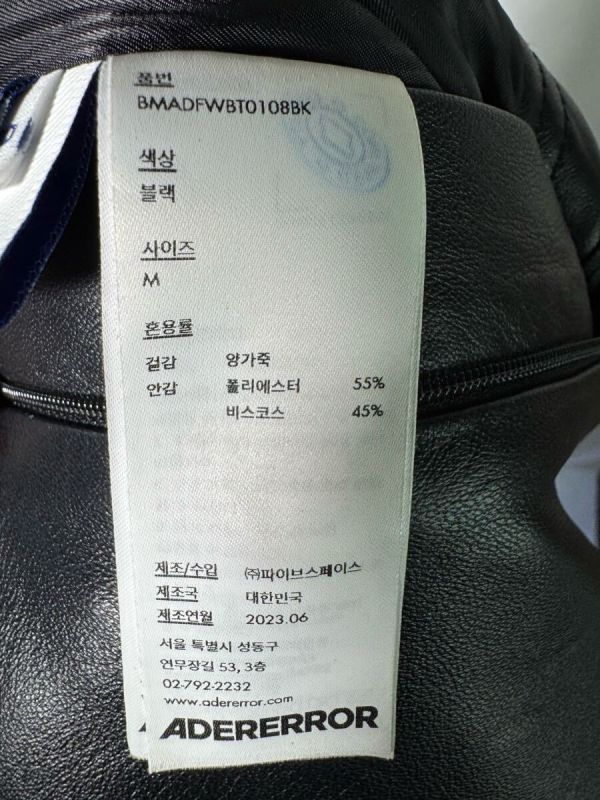 품번
BMADFWBT0108BK
색상
블랙
사이즈
M
혼용률
겉감 양가죽
안감 폴리에스터 55%
비스코스 45%
제조/수입 ㈜파이브스페이스
제조국 대한민국
제조연월 2023.06
서울 특별시 성동구
연무장길 53, 3층
02-792-2232
www.adererror.com
ADERERROR